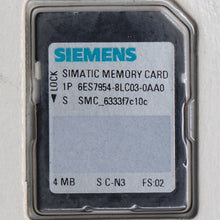 SIEMENS
LOCK
SIMATIC MEMORY CARD
1P 6ES7954-8LC03-0AA0
S SMC_6333f7c10c
4 MB S C-N3 FS:02